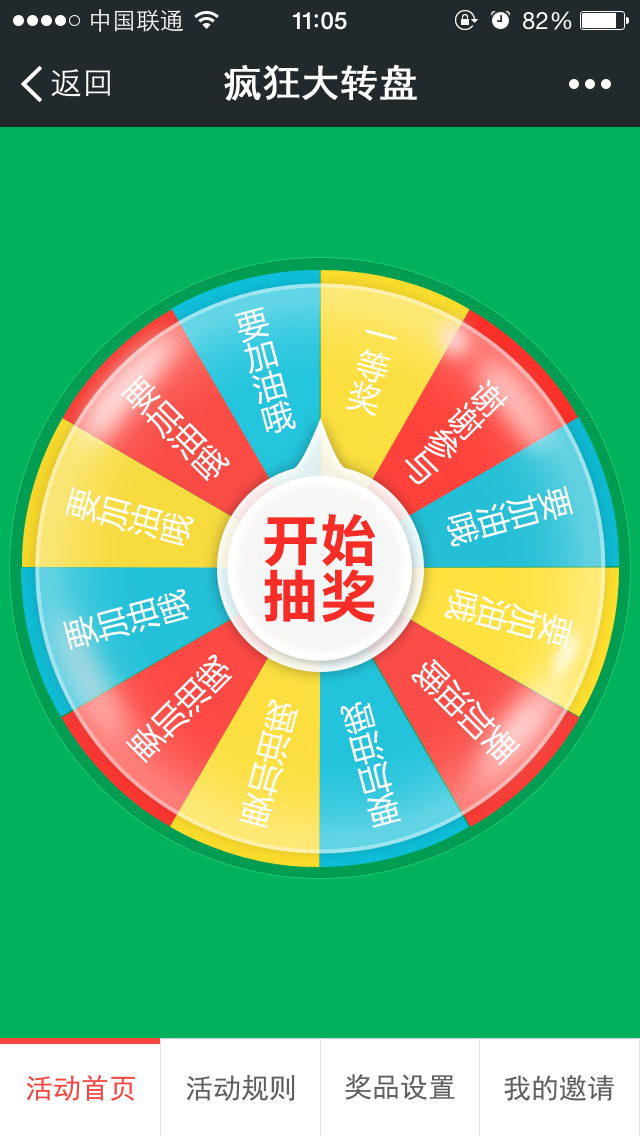 中国联通
11:05
82%
返回
疯狂大转盘
一等奖
谢谢参与
要加油哦
要加油哦
要加油哦
要加油哦
要加油哦
要加油哦
要加油哦
要加油哦
要加油哦
要加油哦
开始
抽奖
活动首页
活动规则
奖品设置
我的邀请